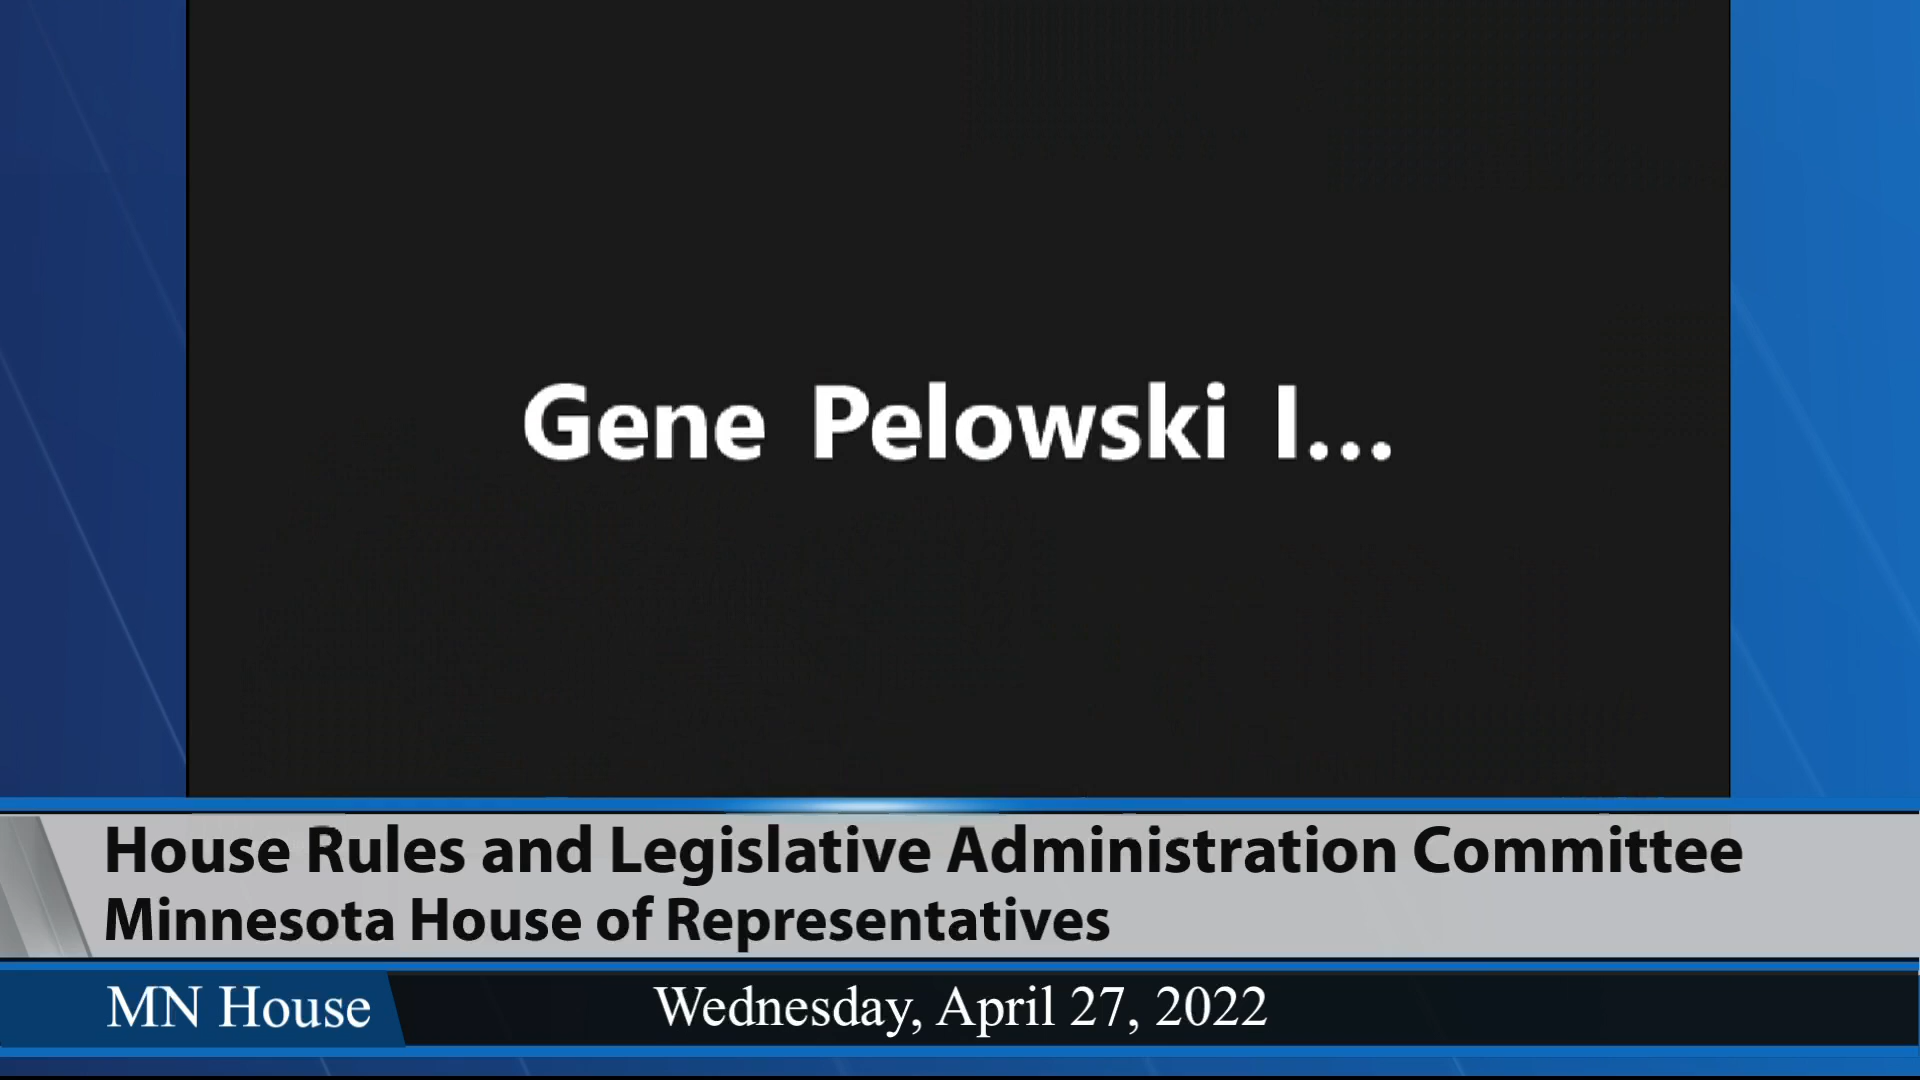 Gene Pelowski I...
House Rules and Legislative Administration Committee
Minnesota House of Representatives
MN House
Wednesday, April 27, 2022